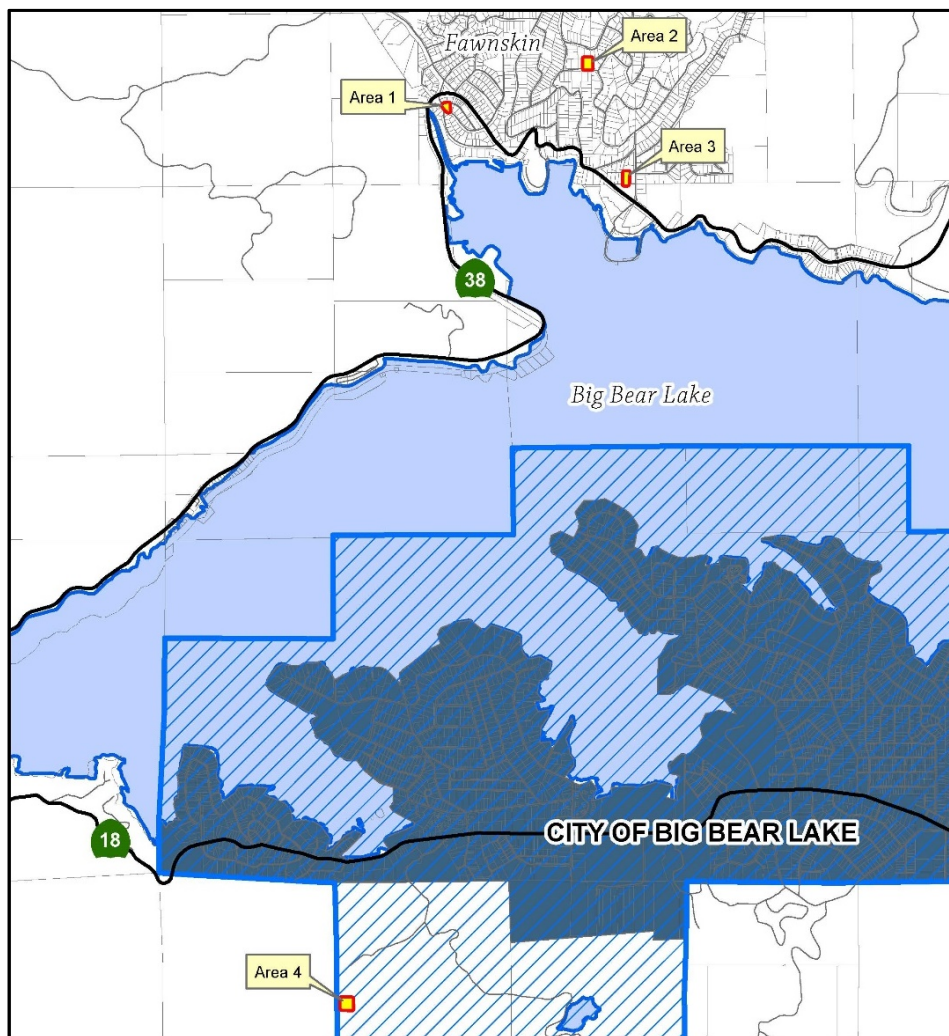 Fawnskin
Area 2
Area 1
Area 3
38
Big Bear Lake
CITY OF BIG BEAR LAKE
18
Area 4